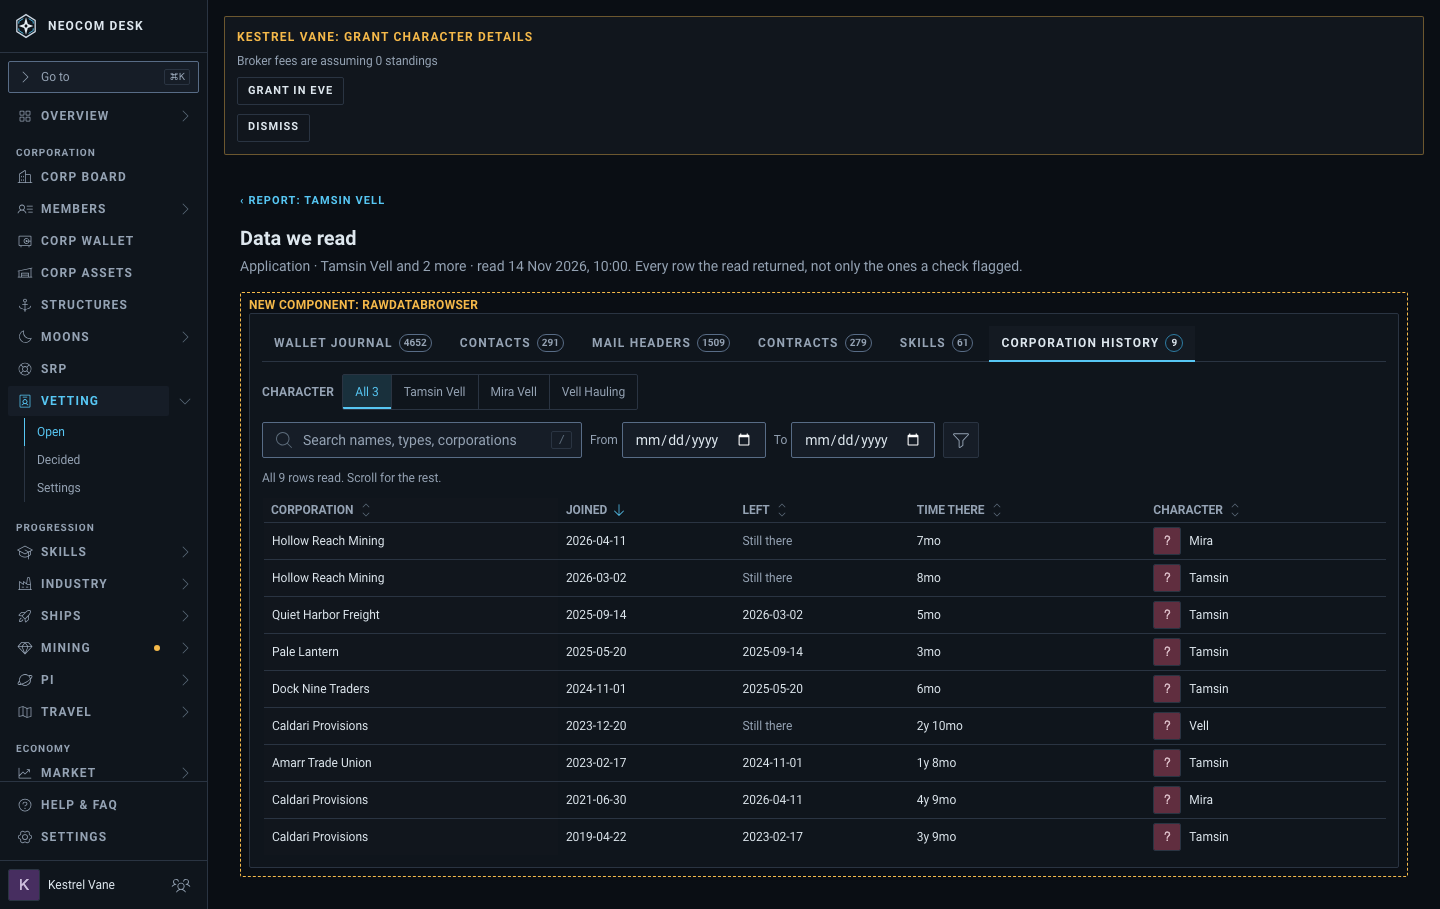 NEOCOM DESK
Go to ⌘K
OVERVIEW
CORPORATION
CORP BOARD
MEMBERS
CORP WALLET
CORP ASSETS
STRUCTURES
MOONS
SRP
VETTING
Open
Decided
Settings
PROGRESSION
SKILLS
INDUSTRY
SHIPS
MINING
PI
TRAVEL
ECONOMY
MARKET
HELP & FAQ
SETTINGS
K Kestrel Vane
KESTREL VANE: GRANT CHARACTER DETAILS
Broker fees are assuming 0 standings
GRANT IN EVE
DISMISS
‹ REPORT: TAMSIN VELL
Data we read
Application · Tamsin Vell and 2 more · read 14 Nov 2026, 10:00. Every row the read returned, not only the ones a check flagged.
NEW COMPONENT: RAWDATABROWSER
WALLET JOURNAL 4652 CONTACTS 291 MAIL HEADERS 1509 CONTRACTS 279 SKILLS 61 CORPORATION HISTORY 9
CHARACTER All 3 Tamsin Vell Mira Vell Vell Hauling
Search names, types, corporations / From mm/dd/yyyy To mm/dd/yyyy
All 9 rows read. Scroll for the rest.
CORPORATION JOINED LEFT TIME THERE CHARACTER
Hollow Reach Mining 2026-04-11 Still there 7mo ? Mira
Hollow Reach Mining 2026-03-02 Still there 8mo ? Tamsin
Quiet Harbor Freight 2025-09-14 2026-03-02 5mo ? Tamsin
Pale Lantern 2025-05-20 2025-09-14 3mo ? Tamsin
Dock Nine Traders 2024-11-01 2025-05-20 6mo ? Tamsin
Caldari Provisions 2023-12-20 Still there 2y 10mo ? Vell
Amarr Trade Union 2023-02-17 2024-11-01 1y 8mo ? Tamsin
Caldari Provisions 2021-06-30 2026-04-11 4y 9mo ? Mira
Caldari Provisions 2019-04-22 2023-02-17 3y 9mo ? Tamsin